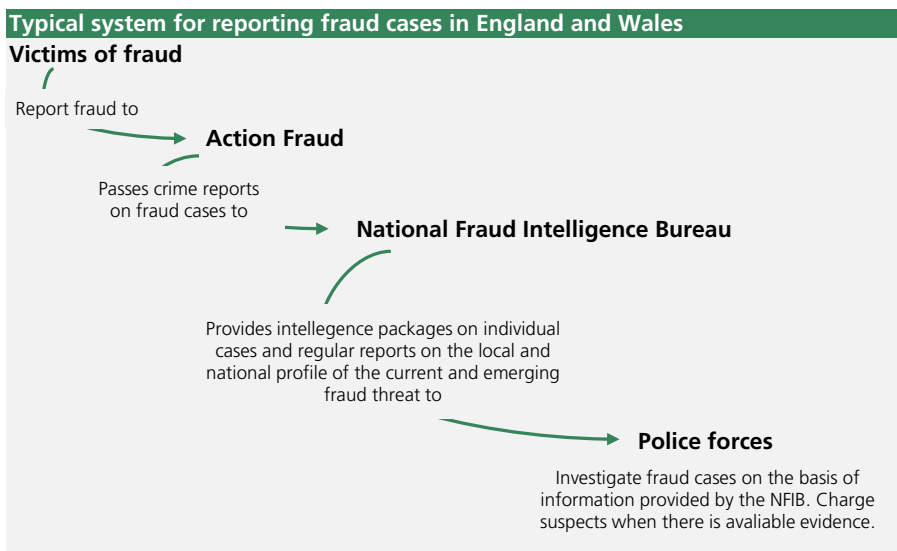 Typical system for reporting fraud cases in England and Wales
Victims of fraud
Report fraud to
Action Fraud
Passes crime reports
on fraud cases to
National Fraud Intelligence Bureau
Provides intellegence packages on individual
cases and regular reports on the local and
national profile of the current and emerging
fraud threat to
Police forces
Investigate fraud cases on the basis of
information provided by the NFIB. Charge
suspects when there is avaliable evidence.